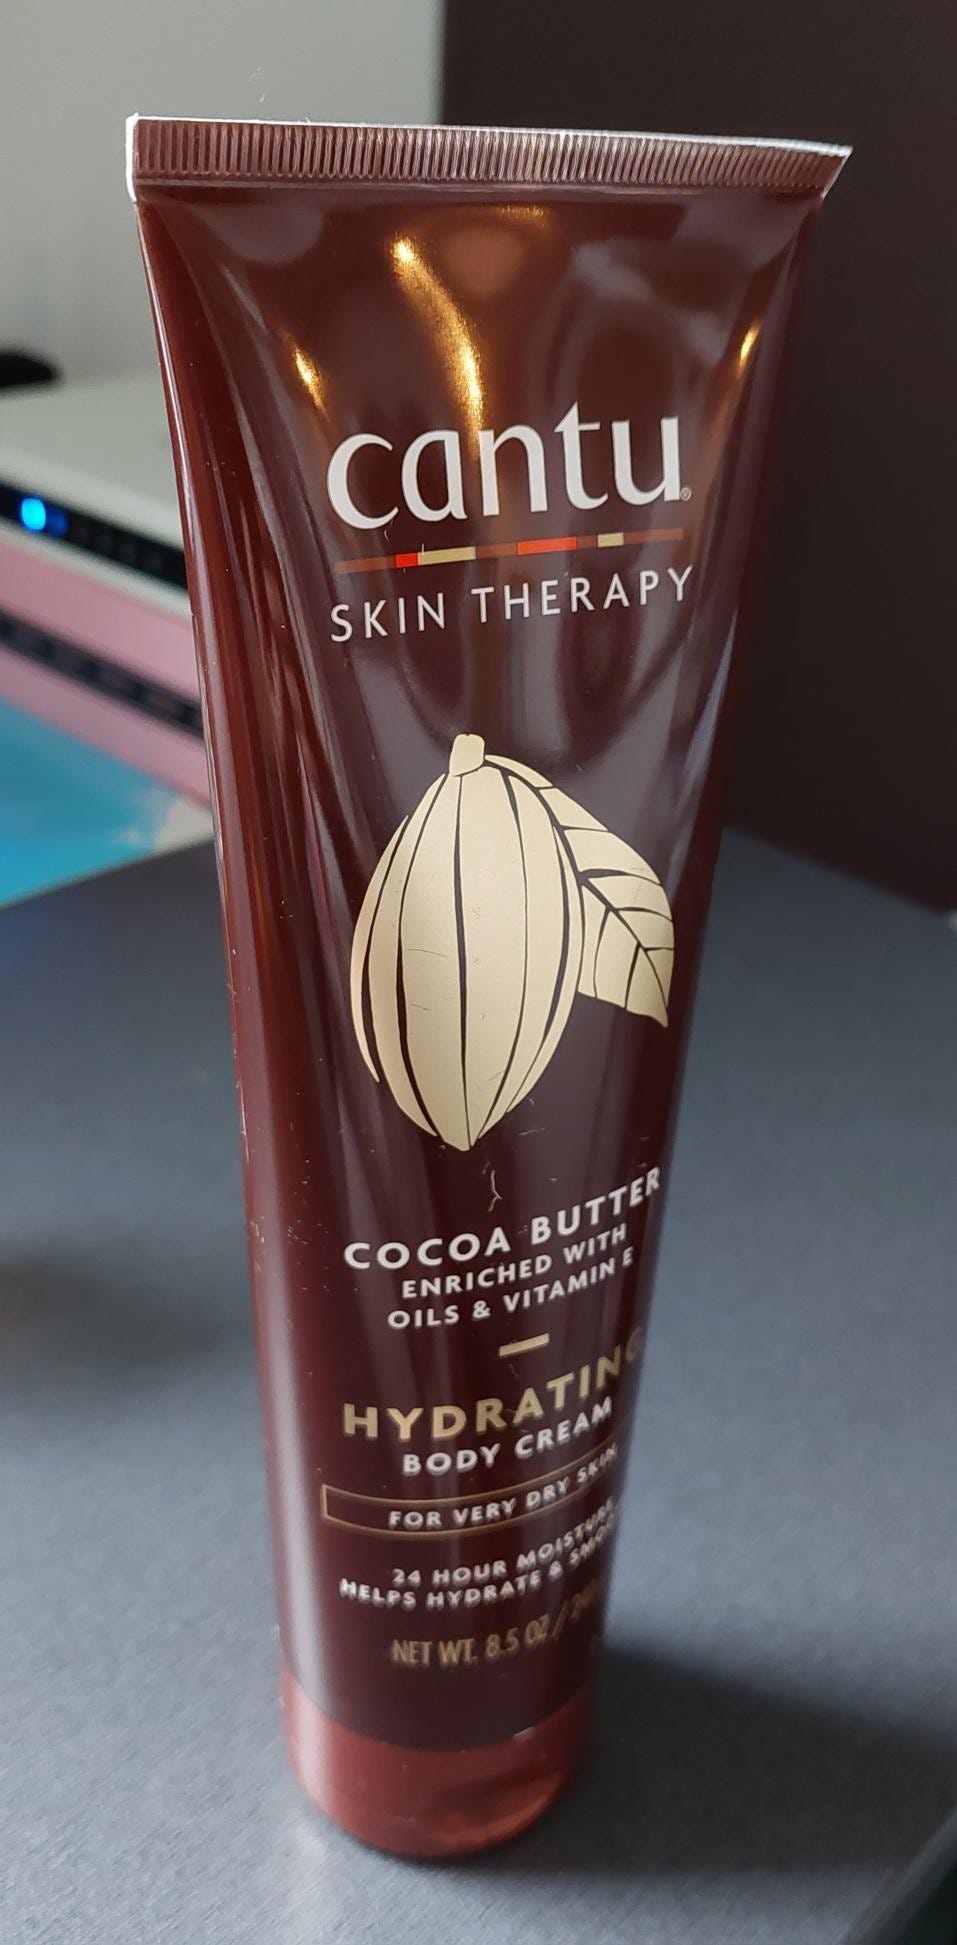 cantu®
SKIN THERAPY
COCOA BUTTER
ENRICHED WITH
OILS & VITAMIN E
HYDRATING
BODY CREAM
FOR VERY DRY SKIN
24 HOUR MOISTURE
HELPS HYDRATE &
NET WT. 8.5 OZ //